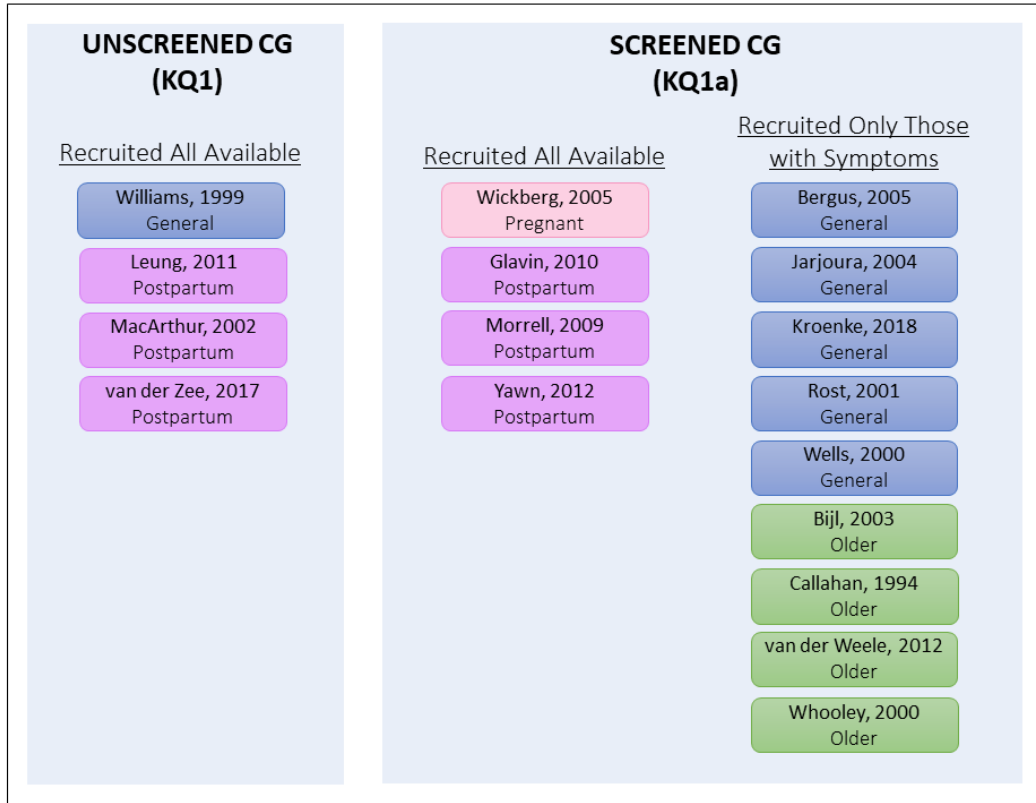 UNSCREENED CG
(KQ1)
Recruited All Available
Williams, 1999
General
Leung, 2011
Postpartum
MacArthur, 2002
Postpartum
van der Zee, 2017
Postpartum
SCREENED CG
(KQ1a)
Recruited All Available
Wickberg, 2005
Pregnant
Glavin, 2010
Postpartum
Morrell, 2009
Postpartum
Yawn, 2012
Postpartum
Recruited Only Those
with Symptoms
Bergus, 2005
General
Jarjoura, 2004
General
Kroenke, 2018
General
Rost, 2001
General
Wells, 2000
General
Bijl, 2003
Older
Callahan, 1994
Older
van der Weele, 2012
Older
Whooley, 2000
Older